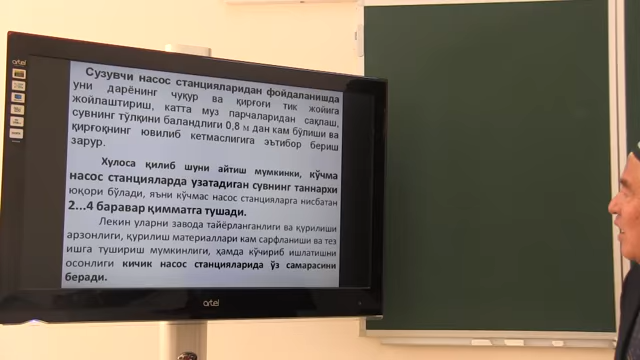 artel
Сузувчи насос станцияларидан фойдаланишда
уни дарёнинг чуқур ва қирғоғи тик жойига
жойлаштириш, катта муз парчаларидан сақлаш,
сувнинг тўлқини баландлиги 0,8 м дан кам бўлиши ва
қирғоқнинг ювилиб кетмаслигига эътибор бериш
зарур.
Хулоса қилиб шуни айтиш мумкинки, кўчма
насос станцияларда узатадиган сувнинг таннархи
юқори бўлади, яъни кўчмас насос станцияларга нисбатан
2...4 баравар қимматга тушади.
Лекин уларни завода тайёрланганлиги ва қурилиши
арзонлиги, қурилиш материаллари кам сарфланиши ва тез
ишга тушириш мумкинлиги, ҳамда кўчириб ишлатишни
осонлиги кичик насос станцияларида ўз самарасини
беради.
artel